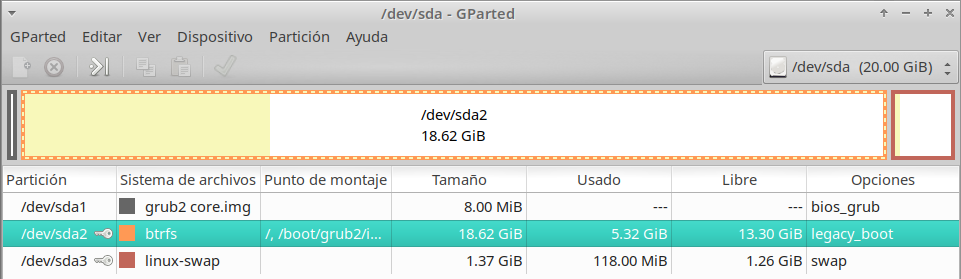 /dev/sda - GParted
GParted Editar Ver Dispositivo Partición Ayuda
/dev/sda (20.00 GiB)
/dev/sda2
18.62 GiB
Partición Sistema de archivos Punto de montaje Tamaño Usado Libre Opciones
/dev/sda1 grub2 core.img 8.00 MiB --- --- bios_grub
/dev/sda2 btrfs /, /boot/grub2/i... 18.62 GiB 5.32 GiB 13.30 GiB legacy_boot
/dev/sda3 linux-swap 1.37 GiB 118.00 MiB 1.26 GiB swap